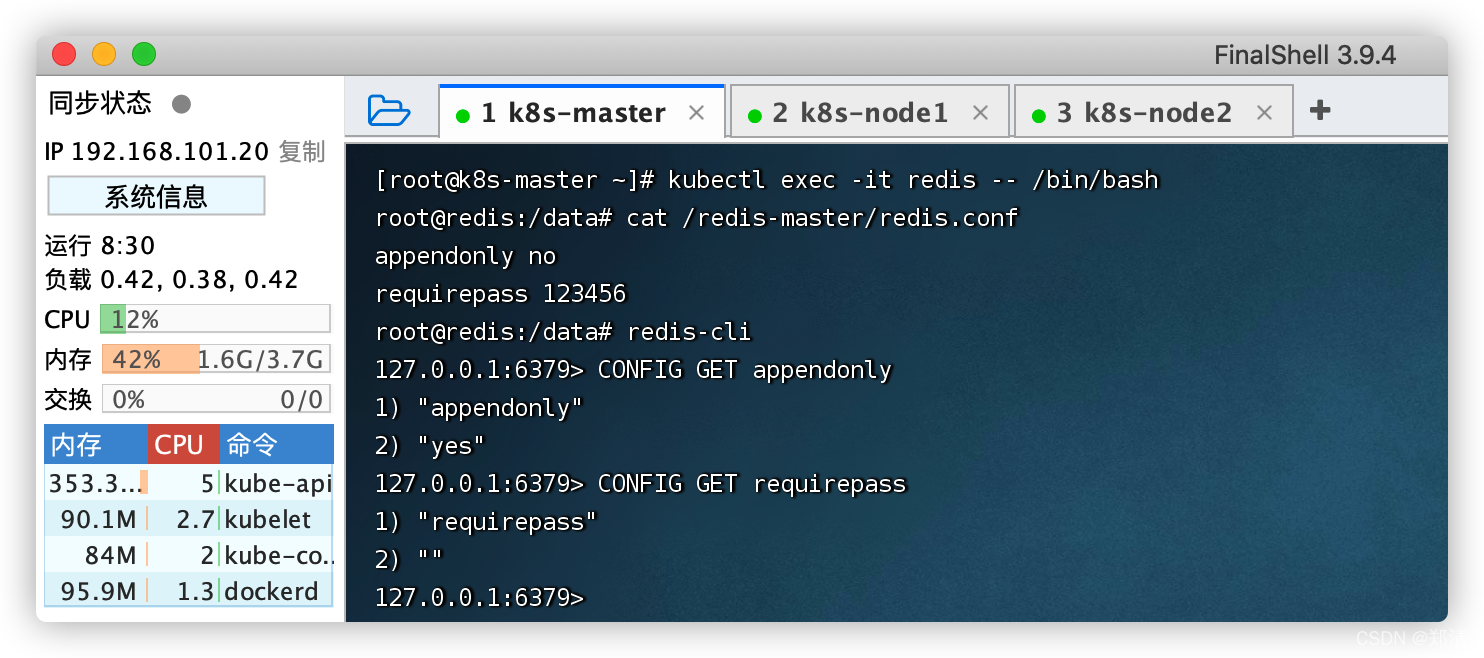 FinalShell 3.9.4
同步状态
IP 192.168.101.20 复制
系统信息
运行 8:30
负载 0.42, 0.38, 0.42
CPU 12%
内存 42% 1.6G/3.7G
交换 0% 0/0
内存 CPU 命令
353.3... 5 kube-api
90.1M 2.7 kubelet
84M 2 kube-co..
95.9M 1.3 dockerd
1 k8s-master × 2 k8s-node1 × 3 k8s-node2 × +
[root@k8s-master ~]# kubectl exec -it redis -- /bin/bash
root@redis:/data# cat /redis-master/redis.conf
appendonly no
requirepass 123456
root@redis:/data# redis-cli
127.0.0.1:6379> CONFIG GET appendonly
1) "appendonly"
2) "yes"
127.0.0.1:6379> CONFIG GET requirepass
1) "requirepass"
2) ""
127.0.0.1:6379>
CSDN